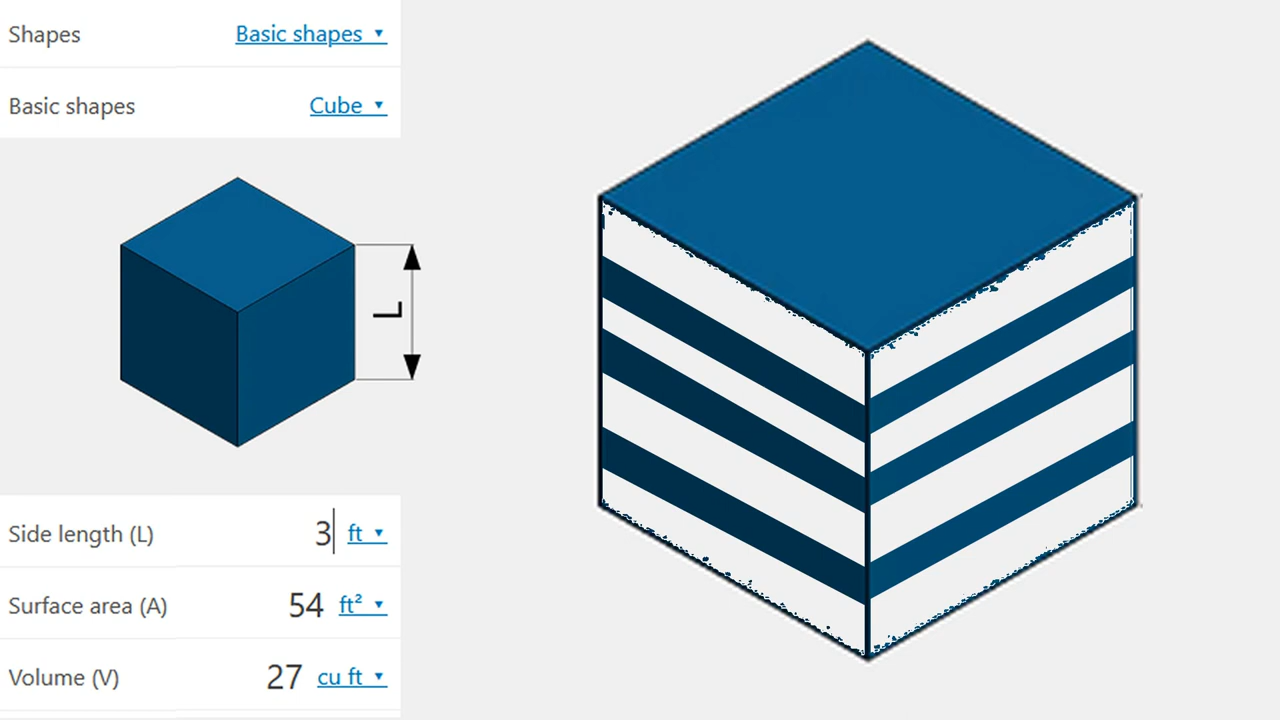 Shapes Basic shapes ▼
Basic shapes Cube ▼
L
Side length (L) 3 ft ▼
Surface area (A) 54 ft² ▼
Volume (V) 27 cu ft ▼